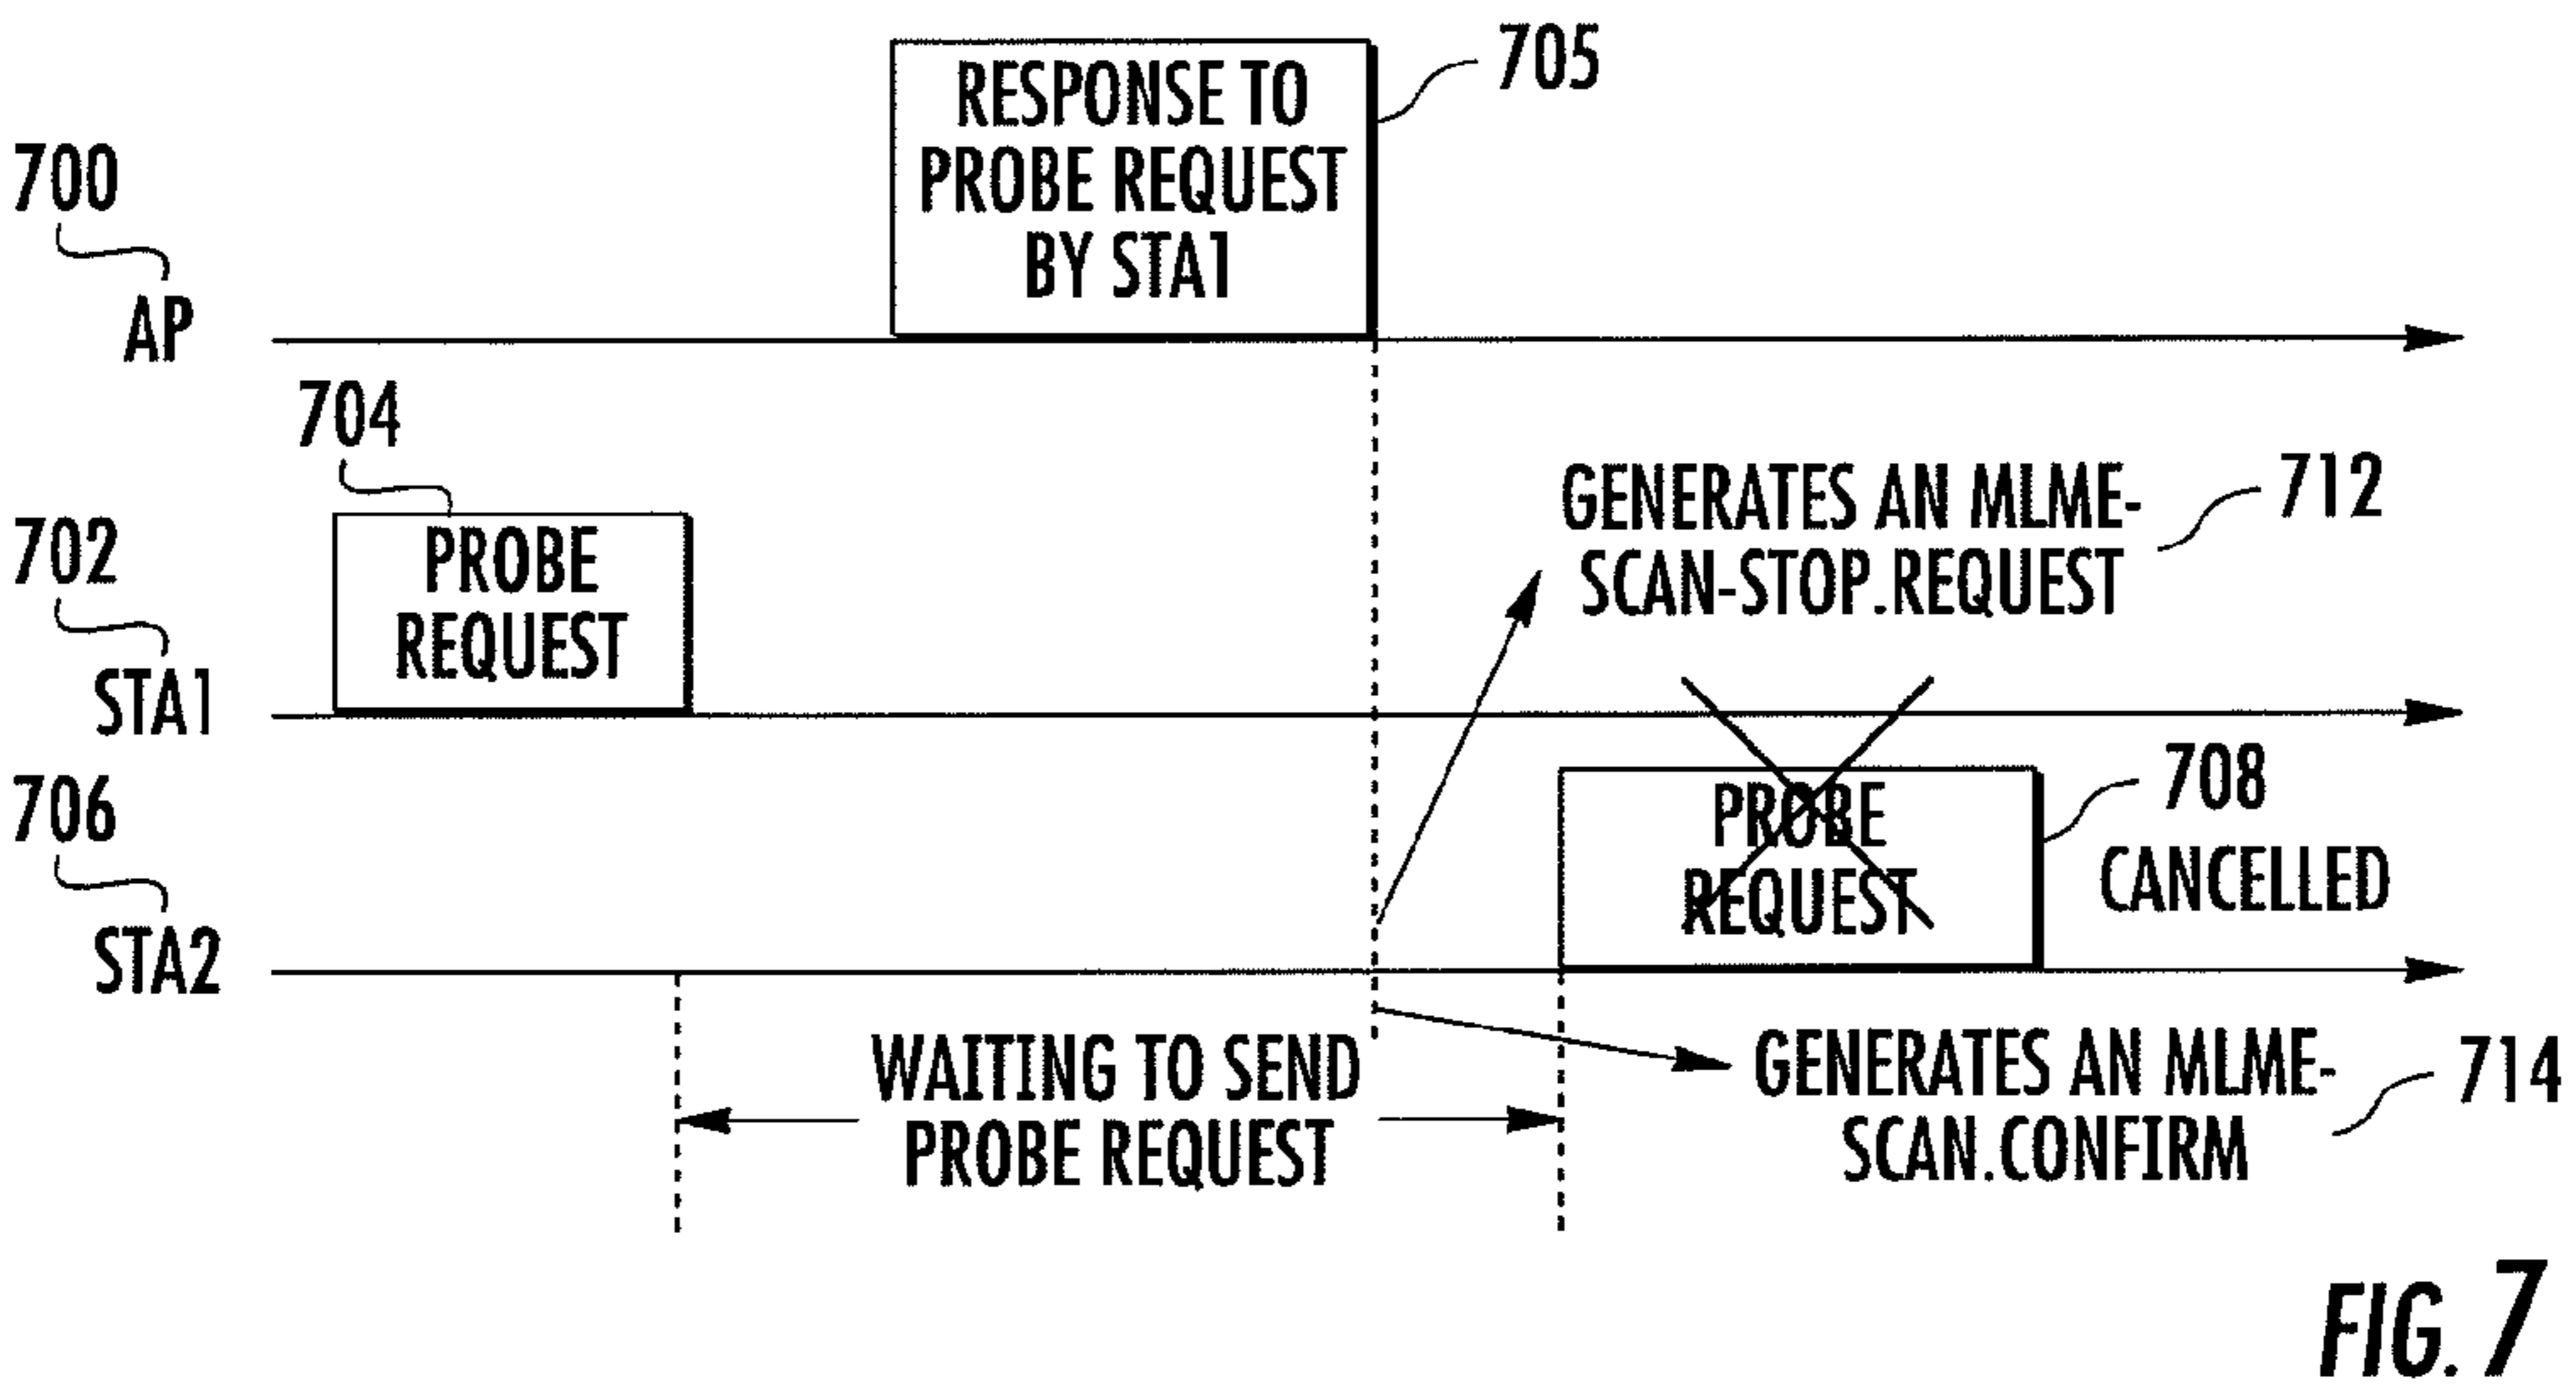 RESPONSE TO
PROBE REQUEST
BY STA1
705
700
AP
704
PROBE
REQUEST
702
STA1
GENERATES AN MLME-
SCAN-STOP.REQUEST
712
706
STA2
PROBE
REQUEST
708
CANCELLED
WAITING TO SEND
PROBE REQUEST
GENERATES AN MLME-
SCAN.CONFIRM
714
FIG. 7